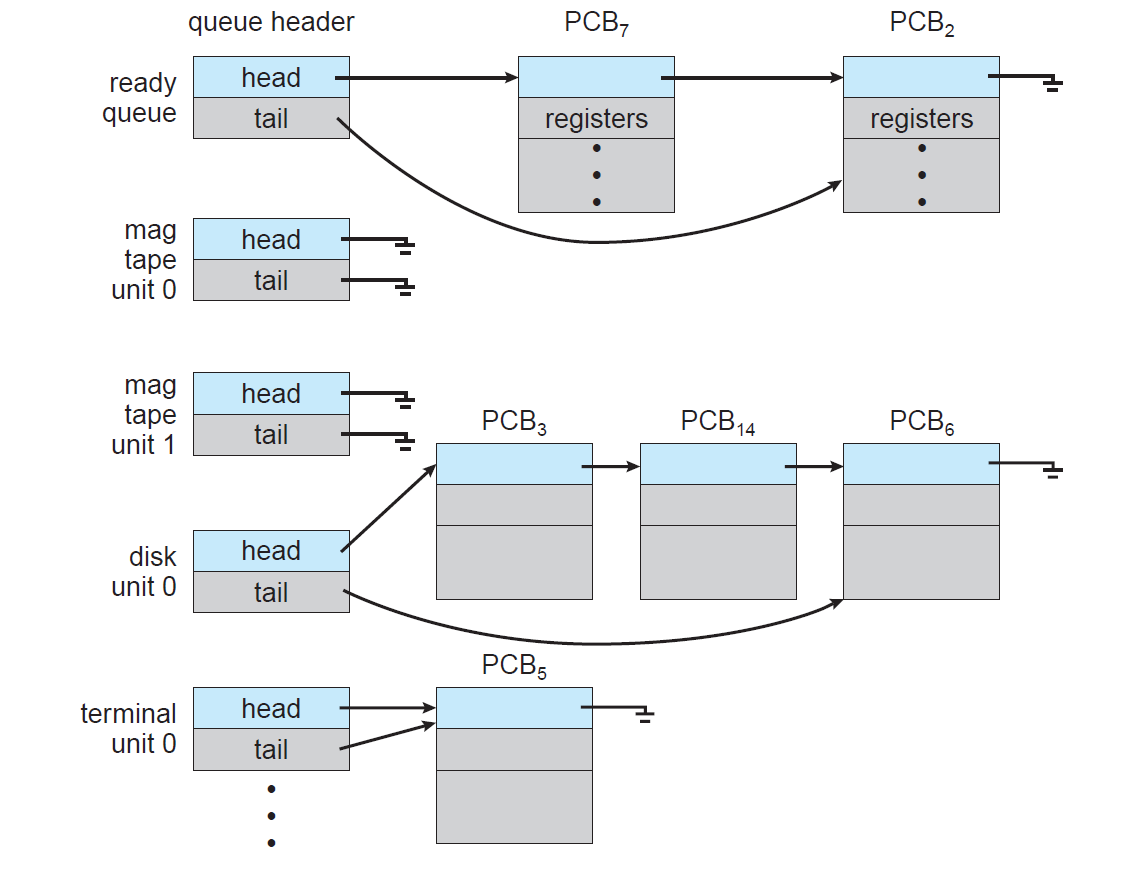 queue header
PCB7
PCB2
ready
queue
head
tail
registers
registers
mag
tape
unit 0
head
tail
mag
tape
unit 1
head
tail
PCB3
PCB14
PCB6
disk
unit 0
head
tail
PCB5
terminal
unit 0
head
tail